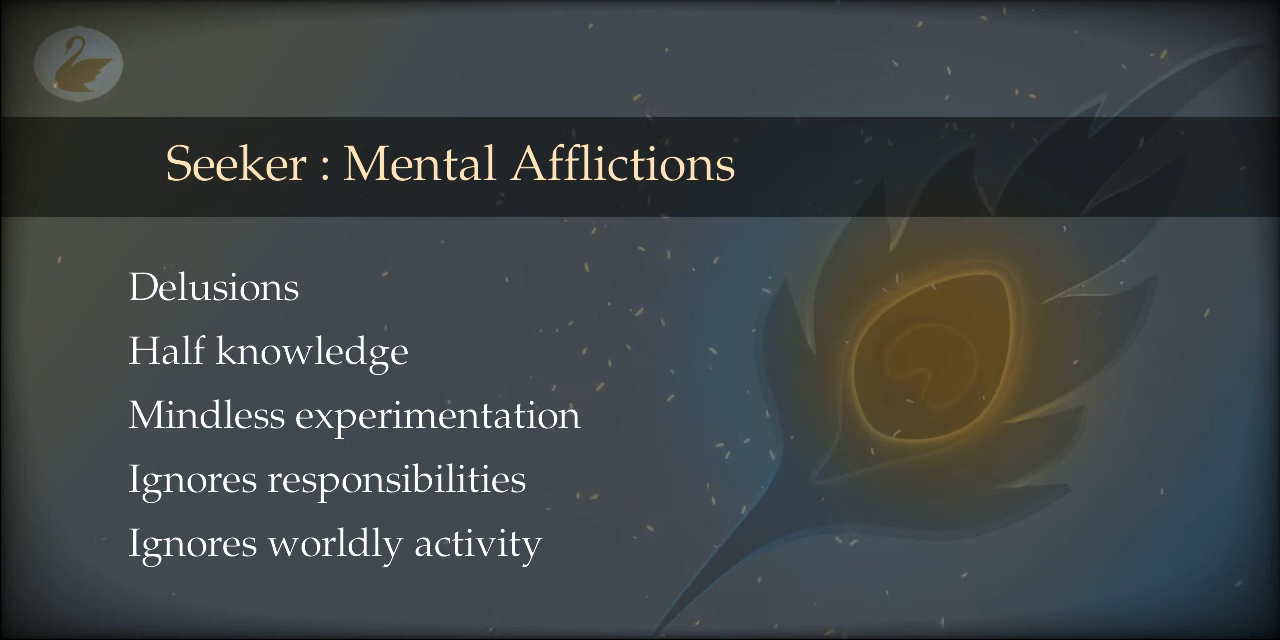 Seeker : Mental Afflictions
Delusions
Half knowledge
Mindless experimentation
Ignores responsibilities
Ignores worldly activity